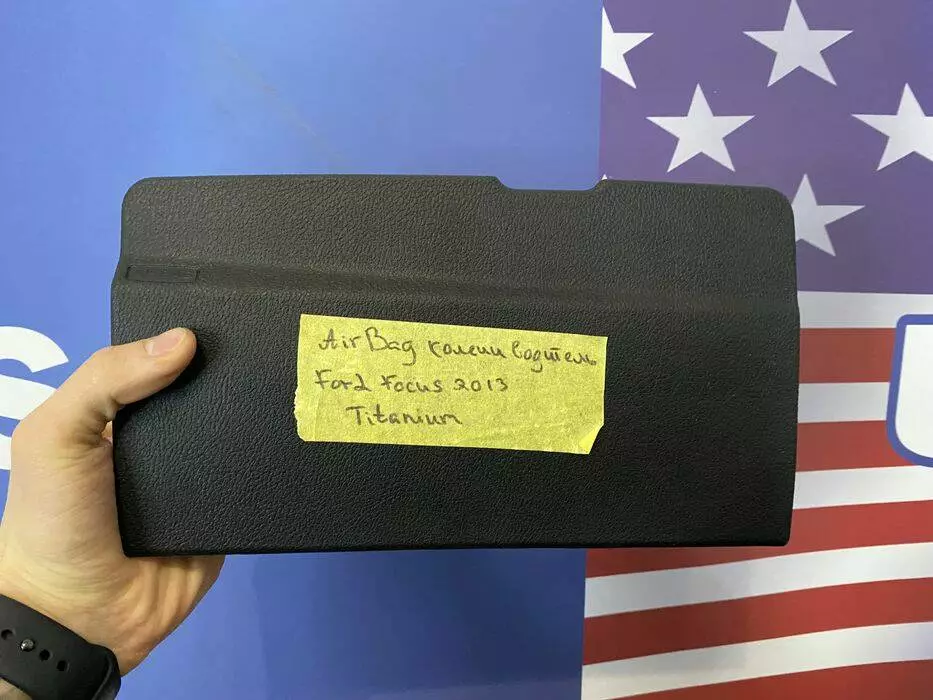 AirBag колени водитель
Ford Focus 2013
Titanium
S